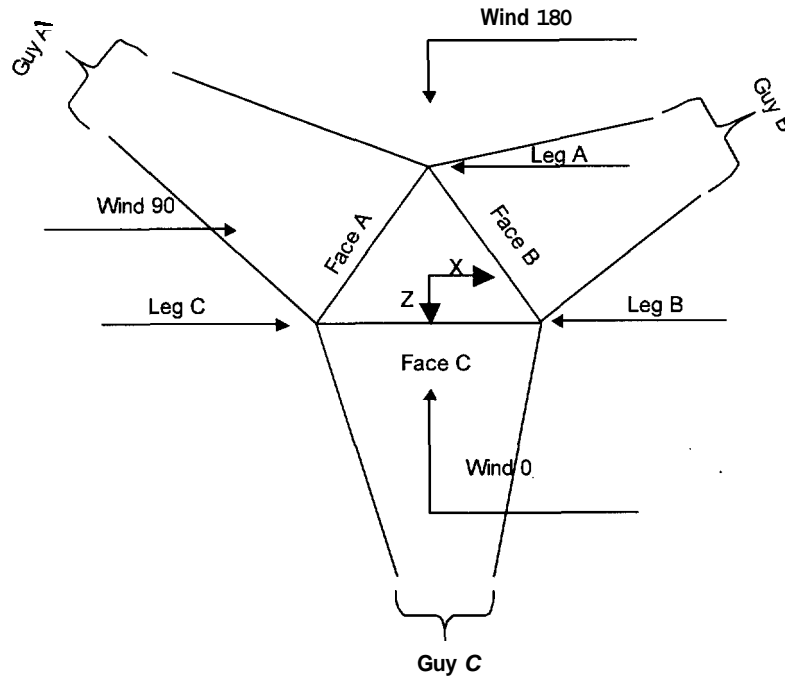 Wind 180
Guy A
Guy B
Leg A
Wind 90
Face A
Face B
X
Z
Leg C
Leg B
Face C
Wind 0
Guy C